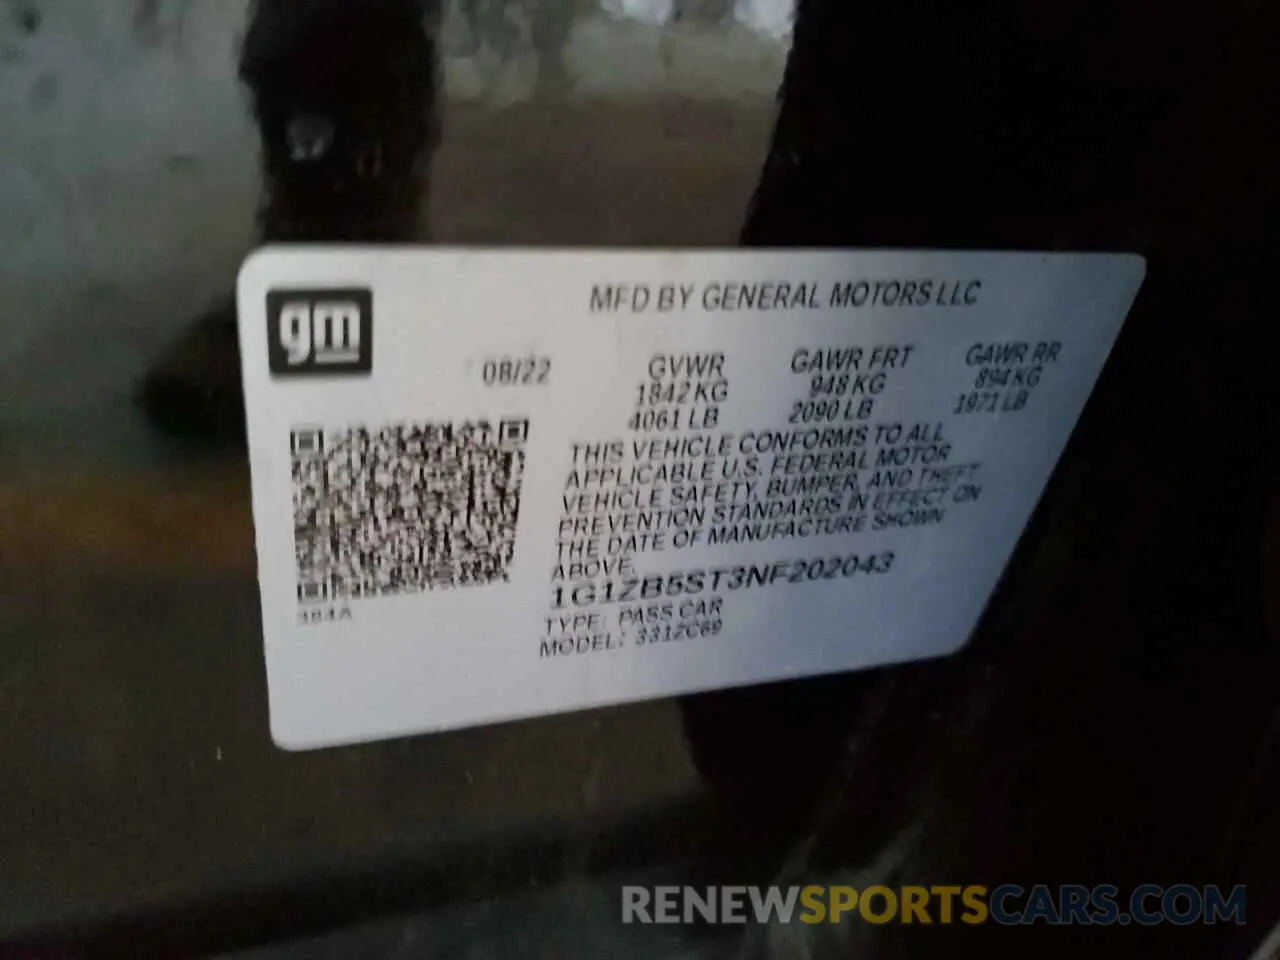 gm
MFD BY GENERAL MOTORS LLC
08/22 GVWR GAWR FRT GAWR RR
1842 KG 948 KG 894 KG
4061 LB 2090 LB 1971 LB
THIS VEHICLE CONFORMS TO ALL
APPLICABLE U.S. FEDERAL MOTOR
VEHICLE SAFETY, BUMPER, AND THEFT
PREVENTION STANDARDS IN EFFECT ON
THE DATE OF MANUFACTURE SHOWN
ABOVE.
1G1ZB5ST3NF202043
TYPE: PASS CAR
MODEL: 331ZC69
384A
RENEWSPORTSCARS.COM